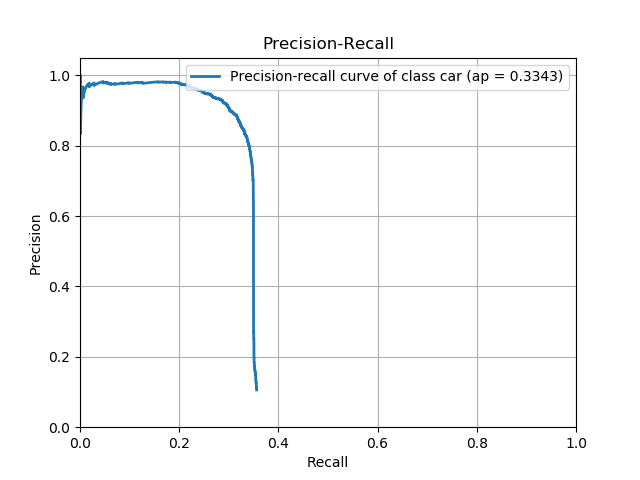 Precision-Recall
Precision-recall curve of class car (ap = 0.3343)
1.0
0.8
0.6
0.4
0.2
0.0
Precision
0.0 0.2 0.4 0.6 0.8 1.0
Recall